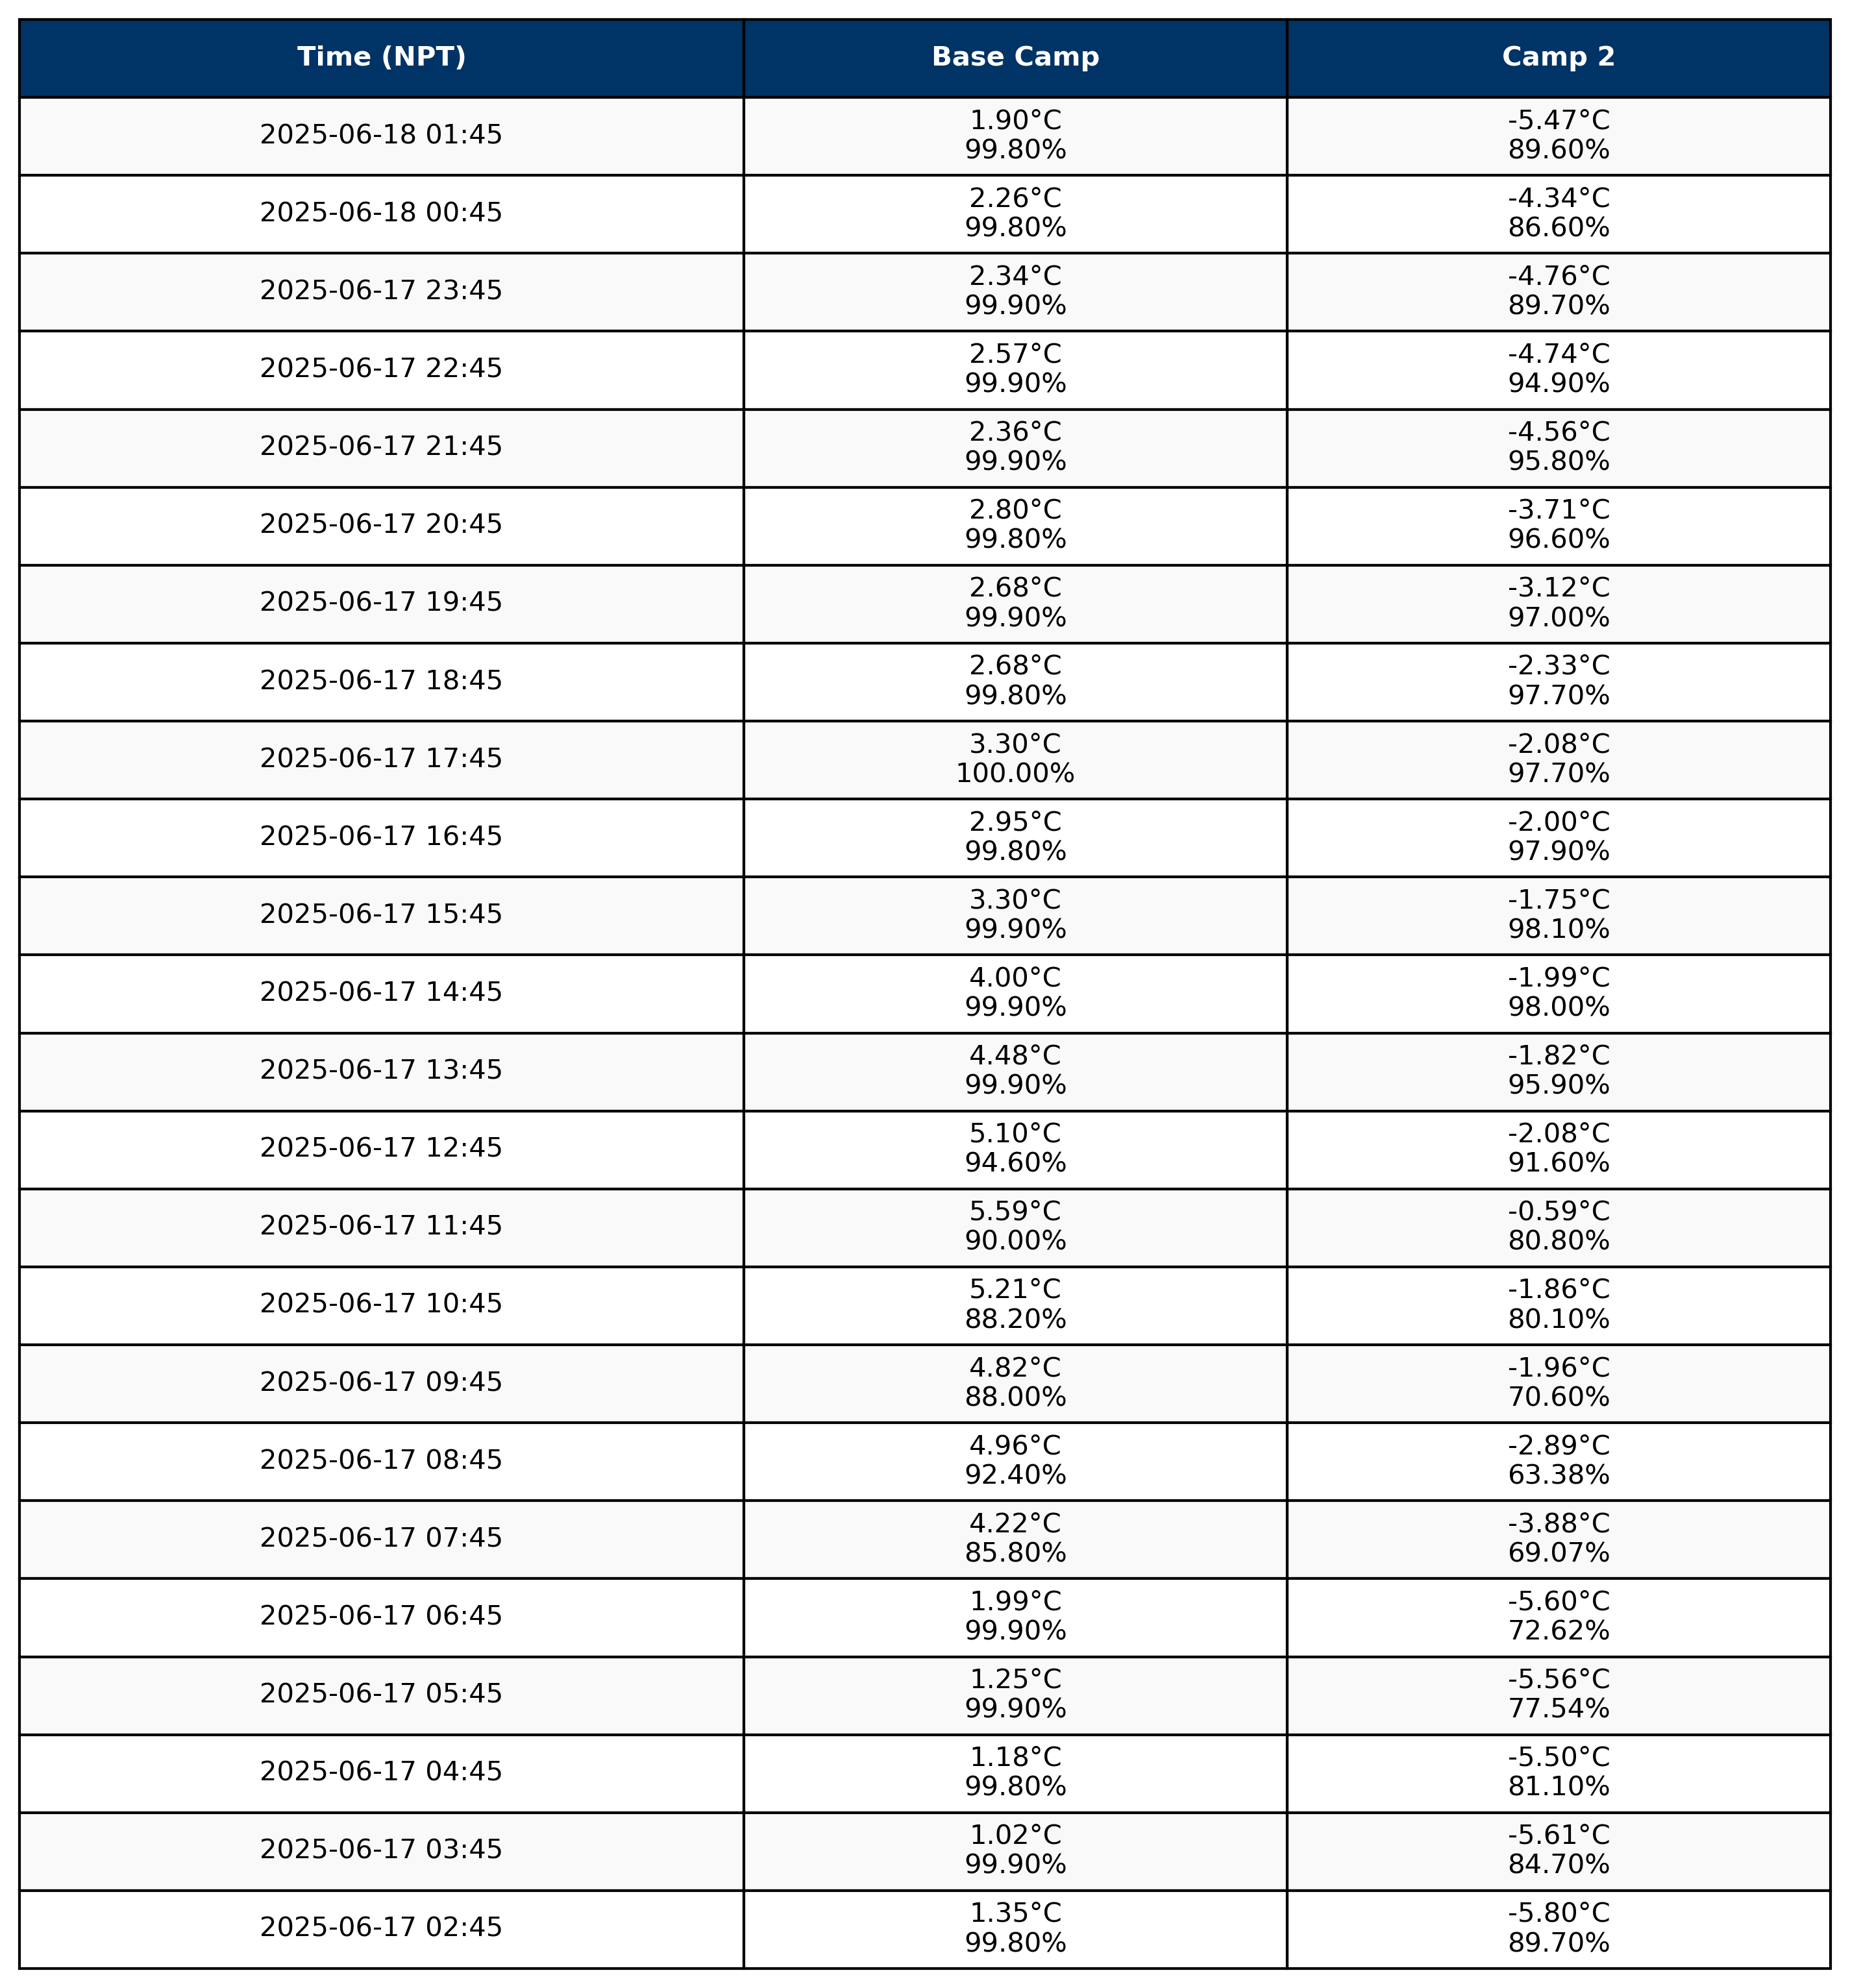 Time (NPT) Base Camp Camp 2
2025-06-18 01:45 1.90°C -5.47°C
99.80% 89.60%
2025-06-18 00:45 2.26°C -4.34°C
99.80% 86.60%
2025-06-17 23:45 2.34°C -4.76°C
99.90% 89.70%
2025-06-17 22:45 2.57°C -4.74°C
99.90% 94.90%
2025-06-17 21:45 2.36°C -4.56°C
99.90% 95.80%
2025-06-17 20:45 2.80°C -3.71°C
99.80% 96.60%
2025-06-17 19:45 2.68°C -3.12°C
99.90% 97.00%
2025-06-17 18:45 2.68°C -2.33°C
99.80% 97.70%
2025-06-17 17:45 3.30°C -2.08°C
100.00% 97.70%
2025-06-17 16:45 2.95°C -2.00°C
99.80% 97.90%
2025-06-17 15:45 3.30°C -1.75°C
99.90% 98.10%
2025-06-17 14:45 4.00°C -1.99°C
99.90% 98.00%
2025-06-17 13:45 4.48°C -1.82°C
99.90% 95.90%
2025-06-17 12:45 5.10°C -2.08°C
94.60% 91.60%
2025-06-17 11:45 5.59°C -0.59°C
90.00% 80.80%
2025-06-17 10:45 5.21°C -1.86°C
88.20% 80.10%
2025-06-17 09:45 4.82°C -1.96°C
88.00% 70.60%
2025-06-17 08:45 4.96°C -2.89°C
92.40% 63.38%
2025-06-17 07:45 4.22°C -3.88°C
85.80% 69.07%
2025-06-17 06:45 1.99°C -5.60°C
99.90% 72.62%
2025-06-17 05:45 1.25°C -5.56°C
99.90% 77.54%
2025-06-17 04:45 1.18°C -5.50°C
99.80% 81.10%
2025-06-17 03:45 1.02°C -5.61°C
99.90% 84.70%
2025-06-17 02:45 1.35°C -5.80°C
99.80% 89.70%